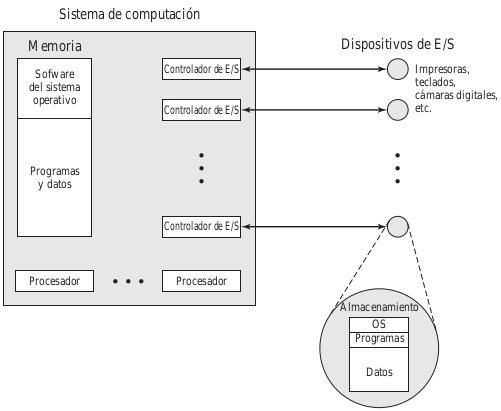 Sistema de computación
Memoria
Sofware
del sistema
operativo
Programas
y datos
Controlador de E/S
Controlador de E/S
Controlador de E/S
Procesador
Procesador
Dispositivos de E/S
Impresoras,
teclados,
cámaras digitales,
etc.
Almacenamiento
OS
Programas
Datos